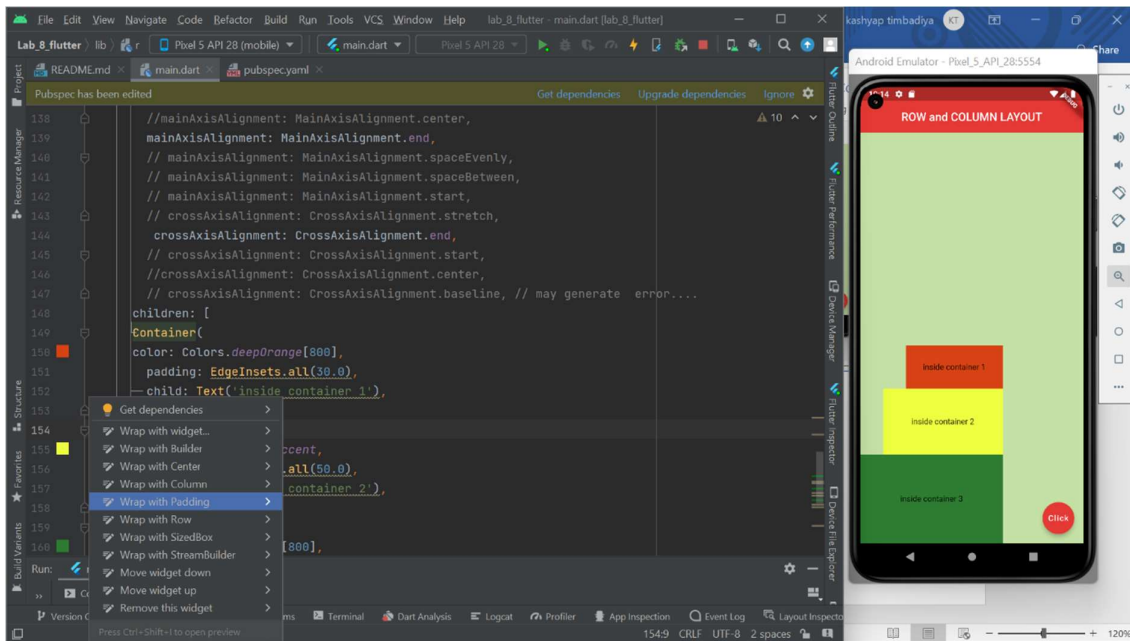 File Edit View Navigate Code Refactor Build Run Tools VCS Window Help lab_8_flutter - main.dart [lab_8_flutter]
Lab_8_flutter lib r Pixel 5 API 28 (mobile) main.dart Pixel 5 API 28
README.md main.dart pubspec.yaml
Pubspec has been edited Get dependencies Upgrade dependencies Ignore
10
138 //mainAxisAlignment: MainAxisAlignment.center,
139 mainAxisAlignment: MainAxisAlignment.end,
140 // mainAxisAlignment: MainAxisAlignment.spaceEvenly,
141 // mainAxisAlignment: MainAxisAlignment.spaceBetween,
142 // mainAxisAlignment: MainAxisAlignment.start,
143 // crossAxisAlignment: CrossAxisAlignment.stretch,
144 crossAxisAlignment: CrossAxisAlignment.end,
145 // crossAxisAlignment: CrossAxisAlignment.start,
146 //crossAxisAlignment: CrossAxisAlignment.center,
147 // crossAxisAlignment: CrossAxisAlignment.baseline, // may generate error....
148 children: [
149 Container(
150 color: Colors.deepOrange[800],
151 padding: EdgeInsets.all(30.0),
152 child: Text('inside container 1'),
153
154
155 ccent,
156 .all(50.0),
157 container 2'),
158
159
160 [800],
Get dependencies
Wrap with widget...
Wrap with Builder
Wrap with Center
Wrap with Column
Wrap with Padding
Wrap with Row
Wrap with SizedBox
Wrap with StreamBuilder
Move widget down
Move widget up
Remove this widget
Press Ctrl+Shift+I to open preview
Project
Resource Manager
Structure
Favorites
Build Variants
Flutter Outline
Flutter Performance
Device Manager
Flutter Inspector
Device File Explorer
Run:
Version Terminal Dart Analysis Logcat Profiler App Inspection Event Log Layout Inspecto
154:9 CRLF UTF-8 2 spaces
kashyap timbadiya KT
Share
Android Emulator - Pixel_5_API_28:5554
ROW and COLUMN LAYOUT
inside container 1
inside container 2
inside container 3
Click
120%